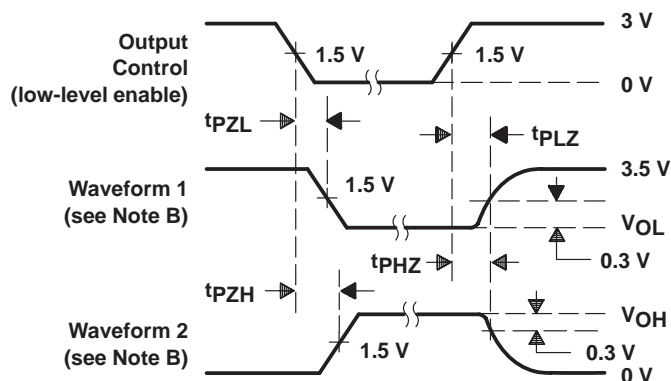 Output
Control
(low-level enable)
1.5 V
1.5 V
3 V
0 V
tPZL
tPLZ
Waveform 1
(see Note B)
1.5 V
3.5 V
VOL
0.3 V
tPHZ
tPZH
Waveform 2
(see Note B)
1.5 V
VOH
0.3 V
0 V